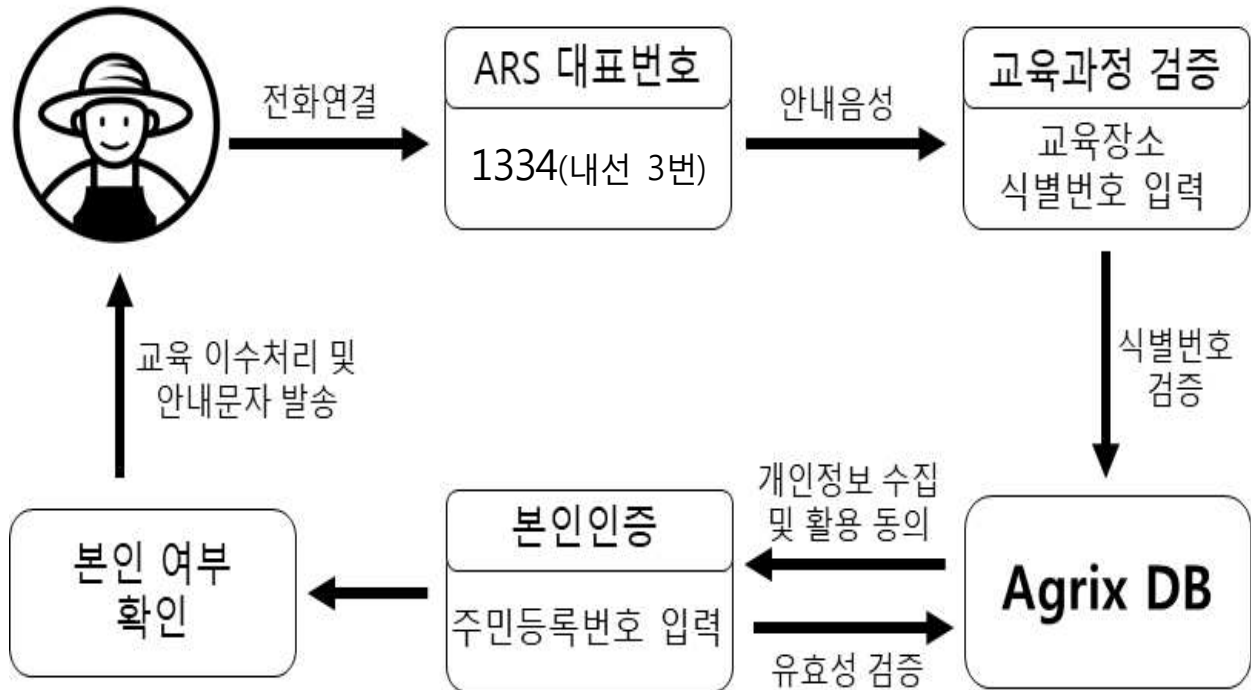 전화연결
ARS 대표번호
1334(내선 3번)
안내음성
교육과정 검증
교육장소
식별번호 입력
식별번호
검증
Agrix DB
개인정보 수집
및 활용 동의
유효성 검증
본인인증
주민등록번호 입력
본인 여부
확인
교육 이수처리 및
안내문자 발송